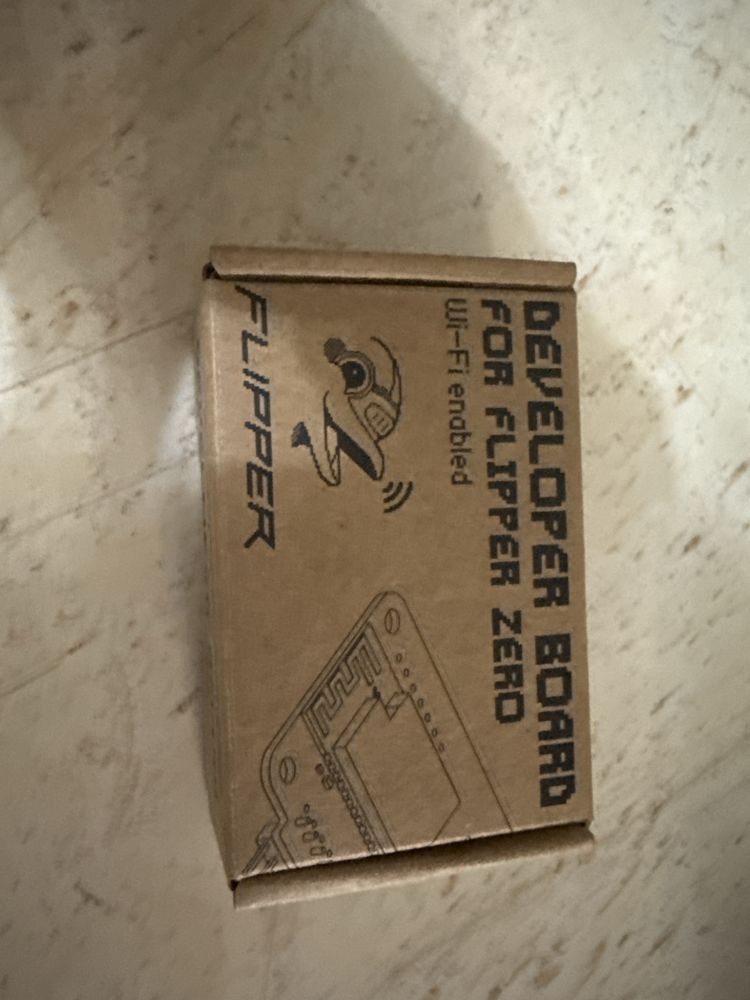 DEVELOPER BOARD
FOR FLIPPER ZERO
Wi-Fi enabled
FLIPPER